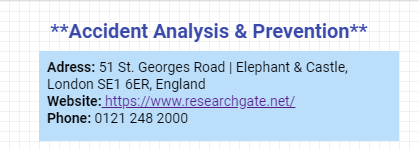 **Accident Analysis & Prevention**
Adress: 51 St. Georges Road | Elephant & Castle,
London SE1 6ER, England
Website: https://www.researchgate.net/
Phone: 0121 248 2000